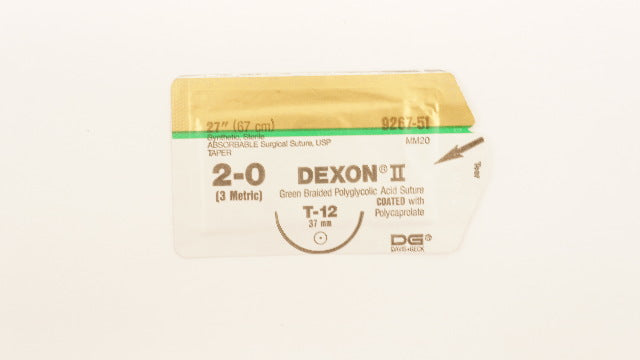 27" (67 cm) 9267-51
Synthetic, Sterile
ABSORBABLE Surgical Suture, USP MM20
TAPER
Tear
2-0 DEXON® II
(3 Metric) Green Braided Polyglycolic Acid Suture
T-12 COATED with
37 mm Polycaprolate
DG®
DAVIS+GECK